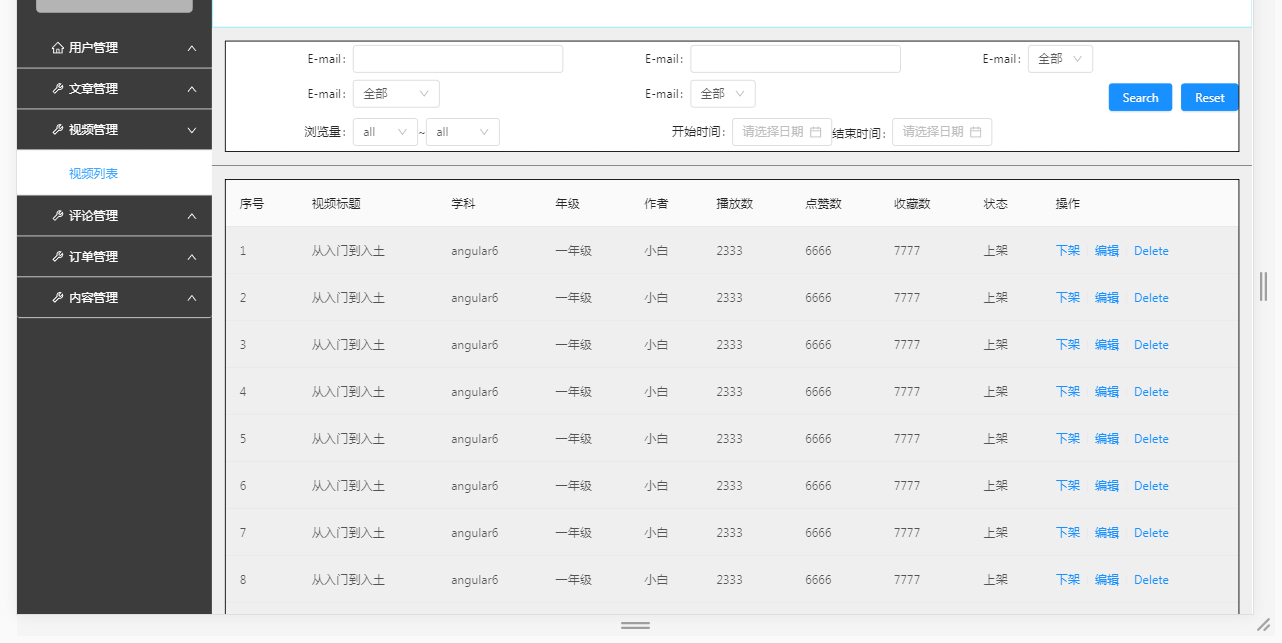 用户管理
文章管理
视频管理
视频列表
评论管理
订单管理
内容管理
E-mail: E-mail: E-mail: 全部
E-mail: 全部 E-mail: 全部 Search Reset
浏览量: all ~ all 开始时间: 请选择日期 结束时间: 请选择日期
序号 视频标题 学科 年级 作者 播放数 点赞数 收藏数 状态 操作
1 从入门到入土 angular6 一年级 小白 2333 6666 7777 上架 下架 编辑 Delete
2 从入门到入土 angular6 一年级 小白 2333 6666 7777 上架 下架 编辑 Delete
3 从入门到入土 angular6 一年级 小白 2333 6666 7777 上架 下架 编辑 Delete
4 从入门到入土 angular6 一年级 小白 2333 6666 7777 上架 下架 编辑 Delete
5 从入门到入土 angular6 一年级 小白 2333 6666 7777 上架 下架 编辑 Delete
6 从入门到入土 angular6 一年级 小白 2333 6666 7777 上架 下架 编辑 Delete
7 从入门到入土 angular6 一年级 小白 2333 6666 7777 上架 下架 编辑 Delete
8 从入门到入土 angular6 一年级 小白 2333 6666 7777 上架 下架 编辑 Delete